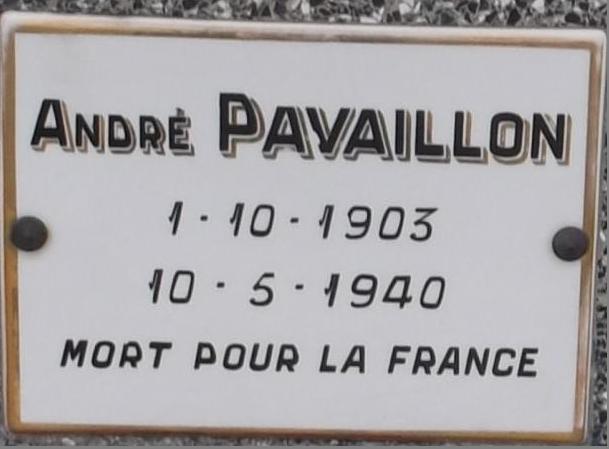 ANDRÉ PAVAILLON
1 - 10 - 1903
10 - 5 - 1940
MORT POUR LA FRANCE